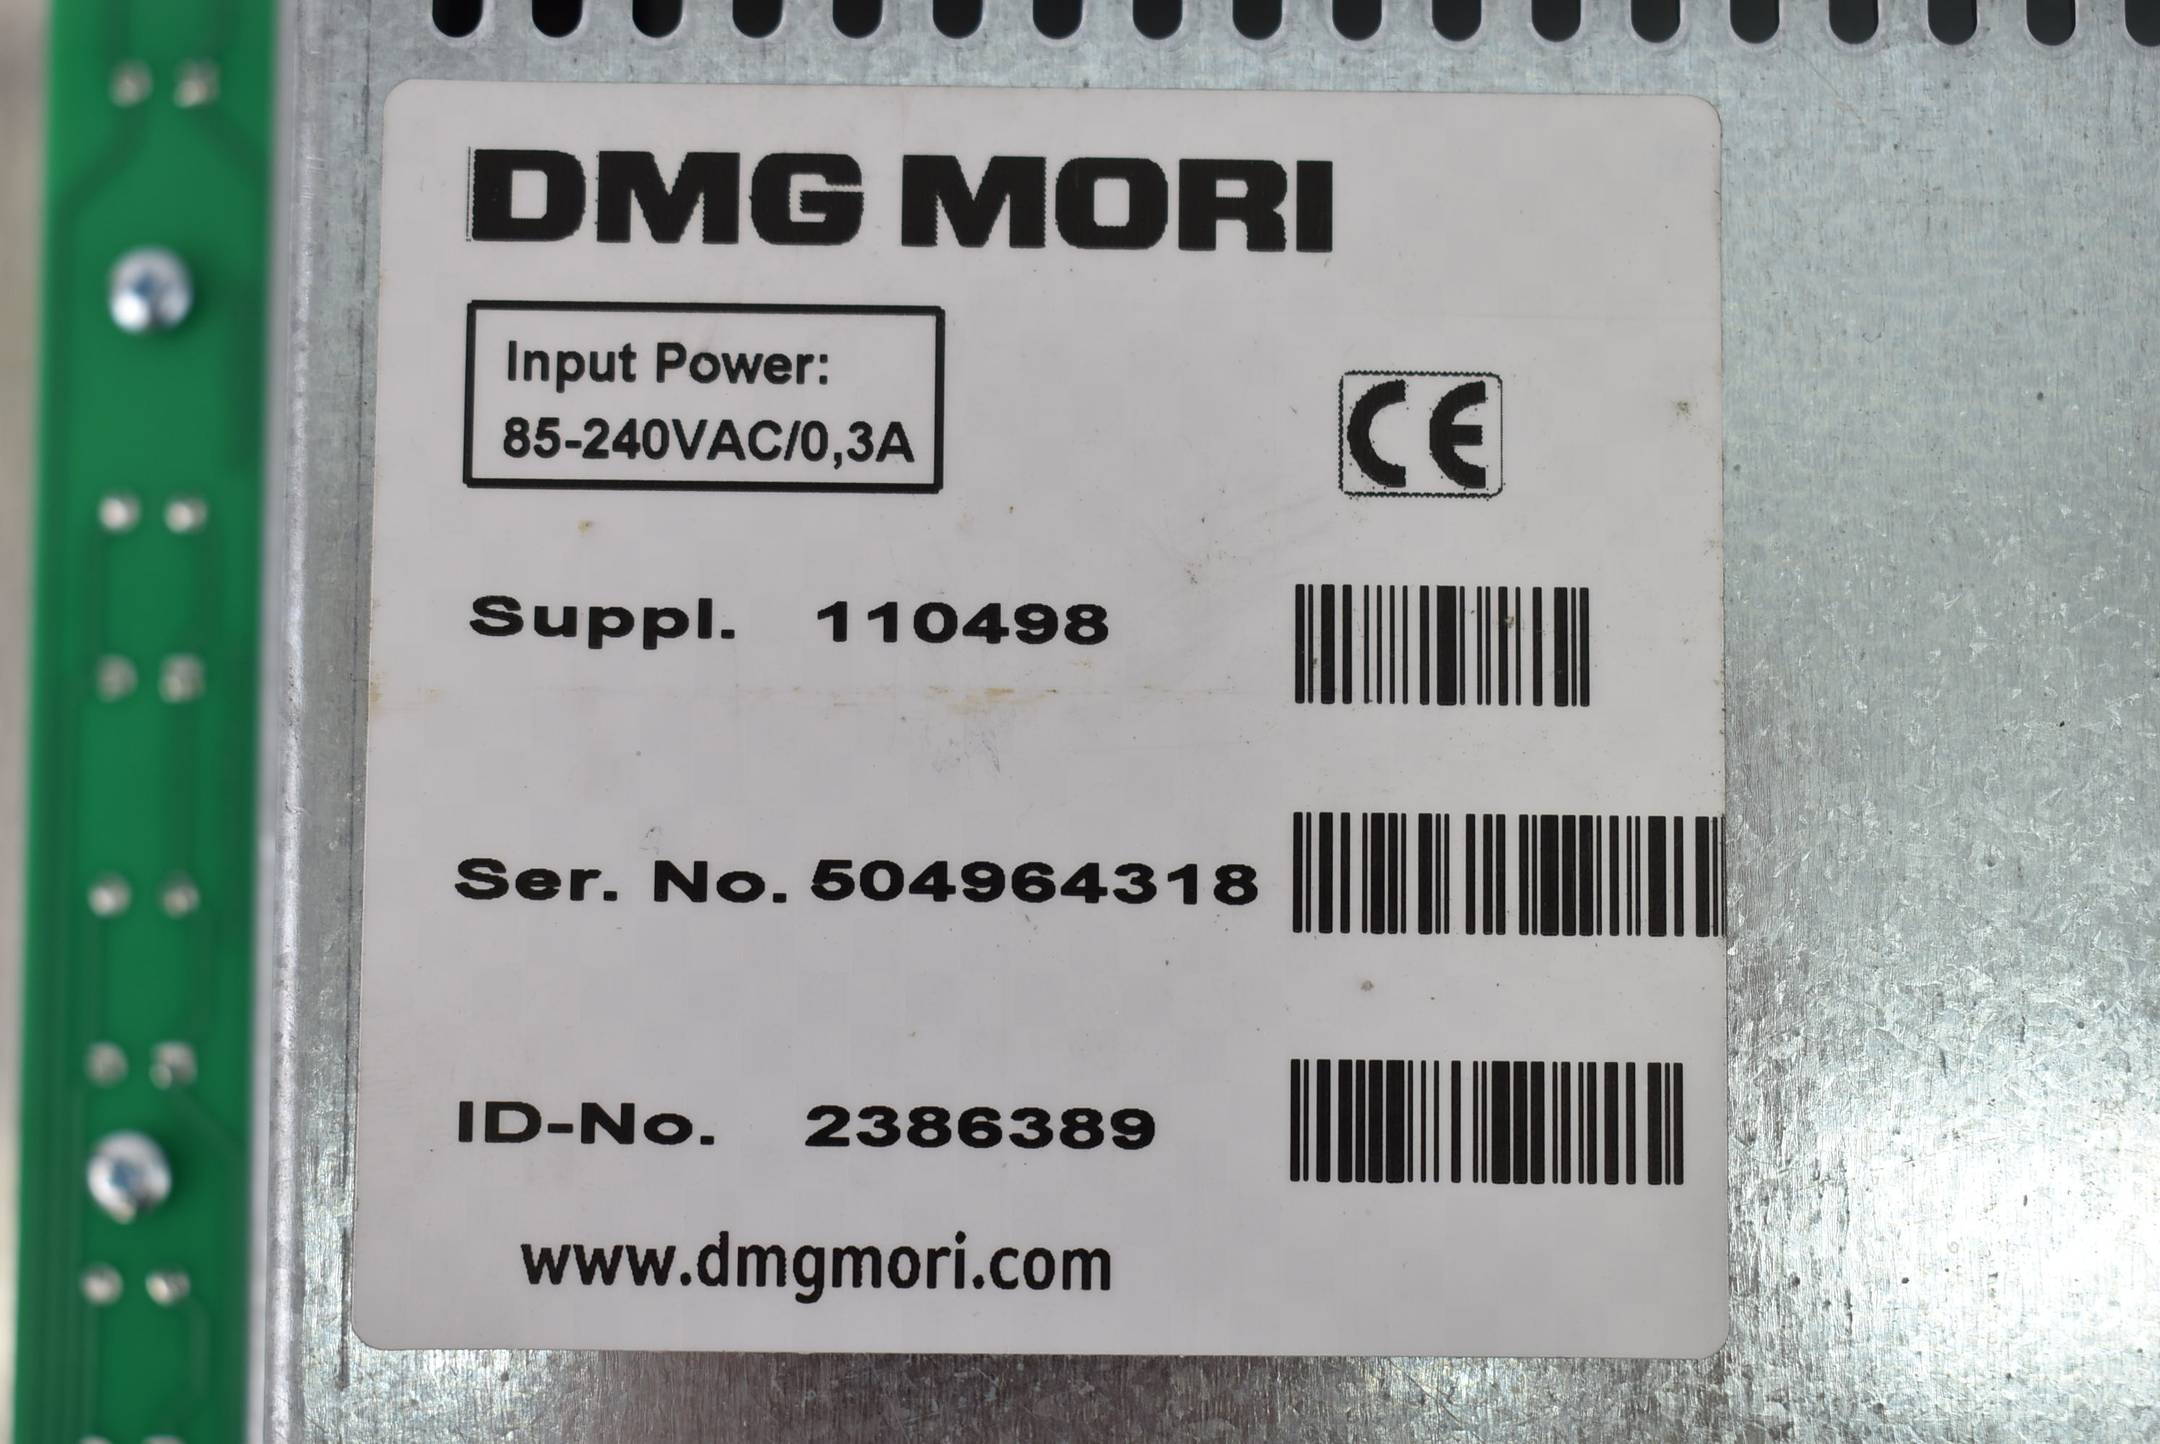 DMG MORI
Input Power:
85-240VAC/0,3A
CE
Suppl. 110498
Ser. No. 504964318
ID-No. 2386389
www.dmgmori.com